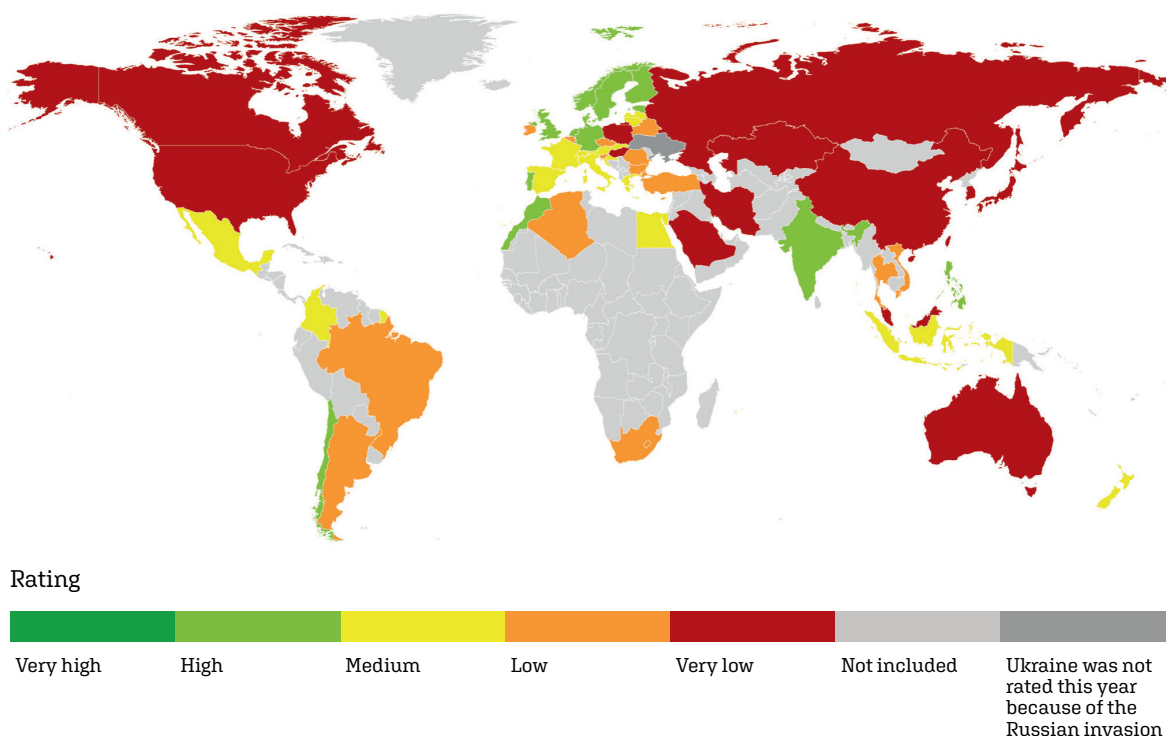 Rating
Very high
High
Medium
Low
Very low
Not included
Ukraine was not
rated this year
because of the
Russian invasion